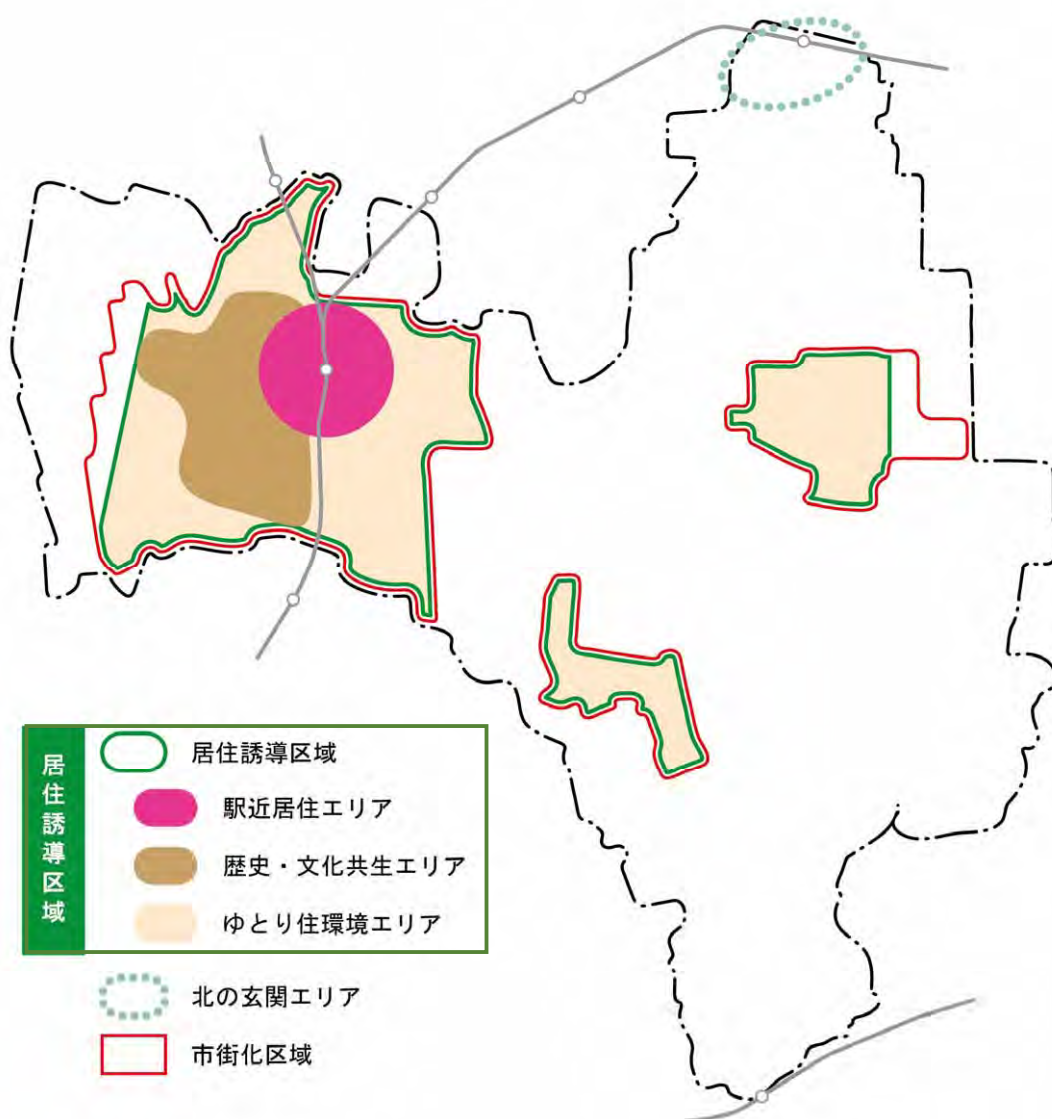 居住誘導区域
居住誘導区域
駅近居住エリア
歴史・文化共生エリア
ゆとり住環境エリア
北の玄関エリア
市街化区域